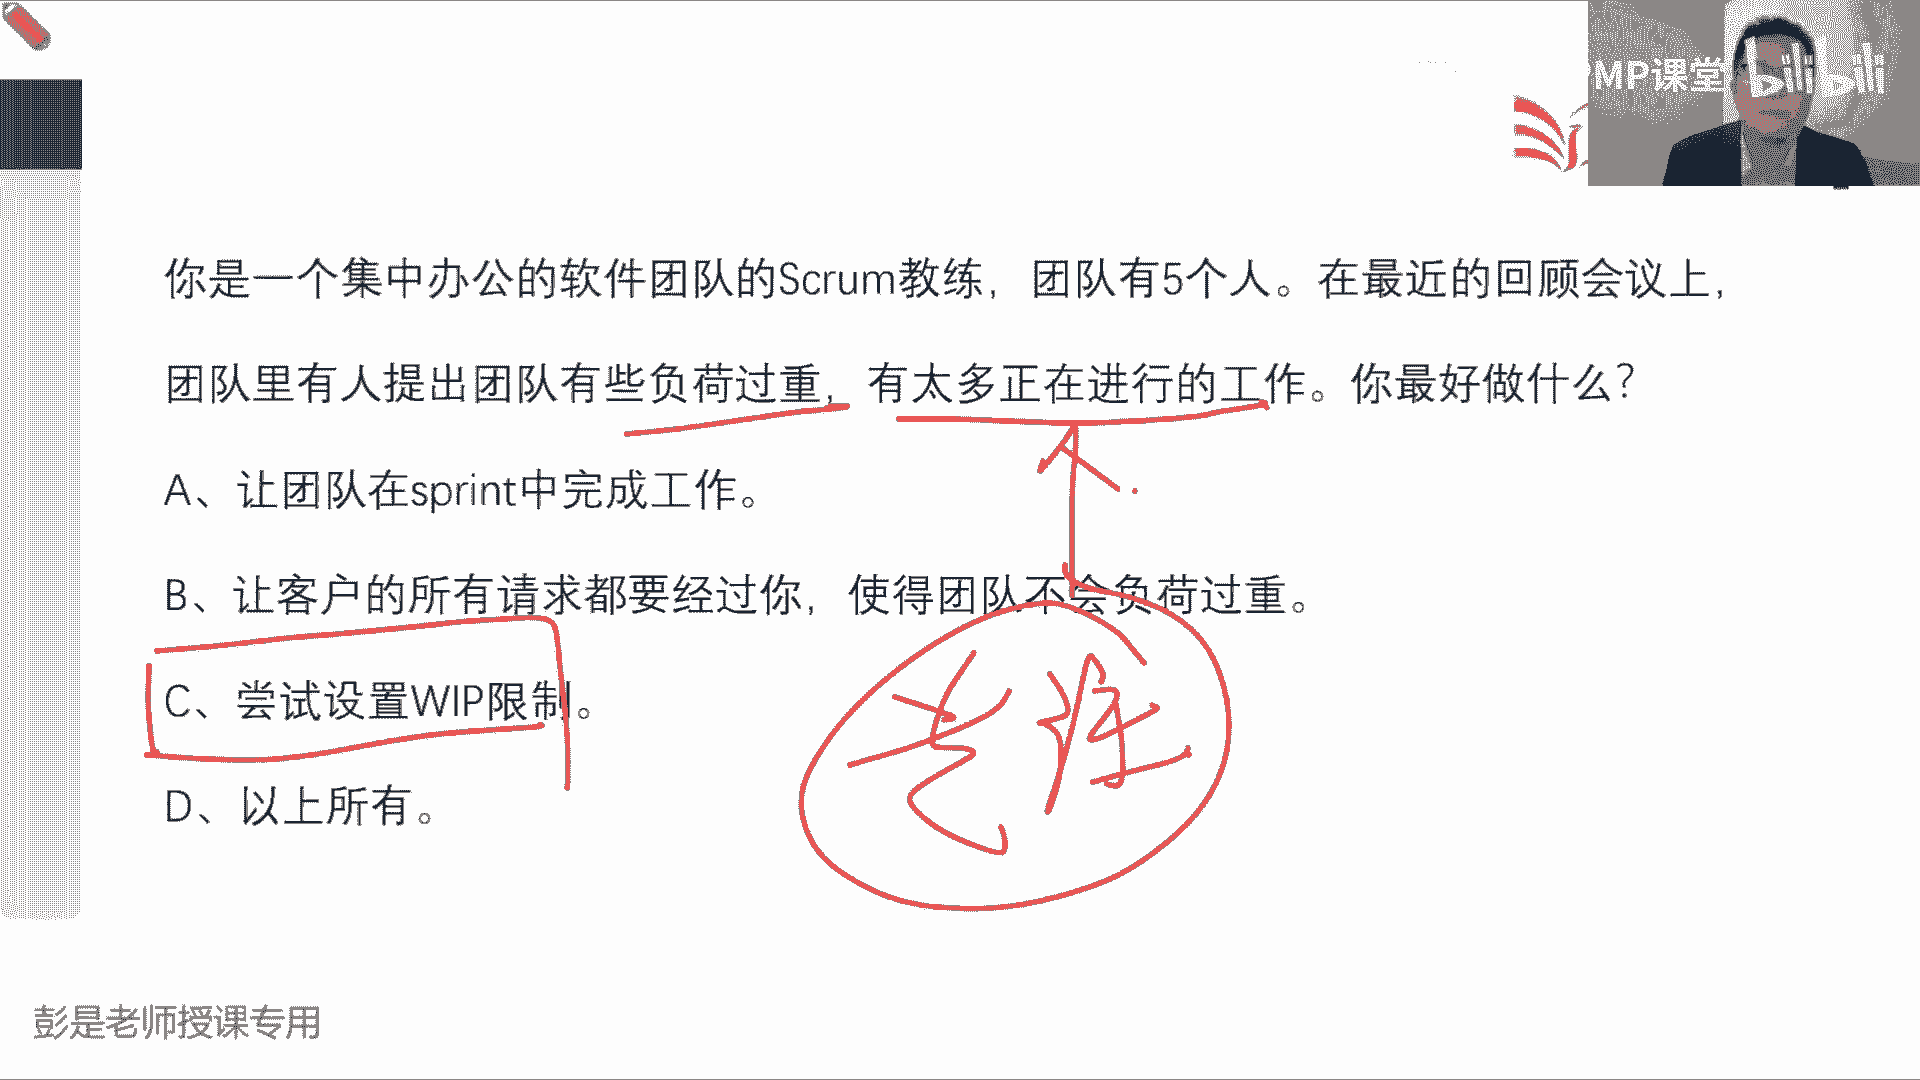 PMP课堂 bilibili
你是一个集中办公的软件团队的Scrum教练，团队有5个人。在最近的回顾会议上，
团队里有人提出团队有些负荷过重，有太多正在进行的工作。你最好做什么？
A、让团队在sprint中完成工作。
B、让客户的所有请求都要经过你，使得团队不会负荷过重。
C、尝试设置WIP限制。
D、以上所有。
彭是老师授课专用